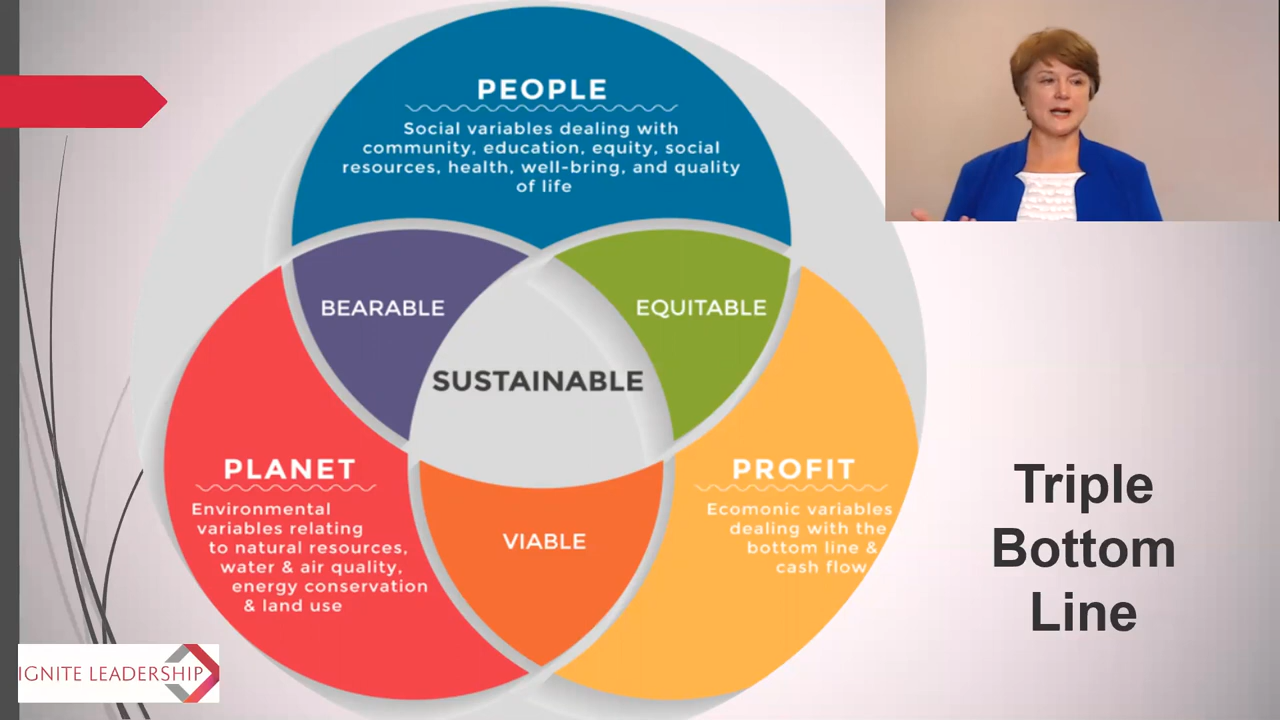 PEOPLE
Social variables dealing with
community, education, equity, social
resources, health, well-bring, and quality
of life
BEARABLE
EQUITABLE
SUSTAINABLE
PLANET
Environmental
variables relating
to natural resources,
water & air quality,
energy conservation
& land use
PROFIT
Ecomonic variables
dealing with the
bottom line &
cash flow
VIABLE
Triple
Bottom
Line
IGNITE LEADERSHIP